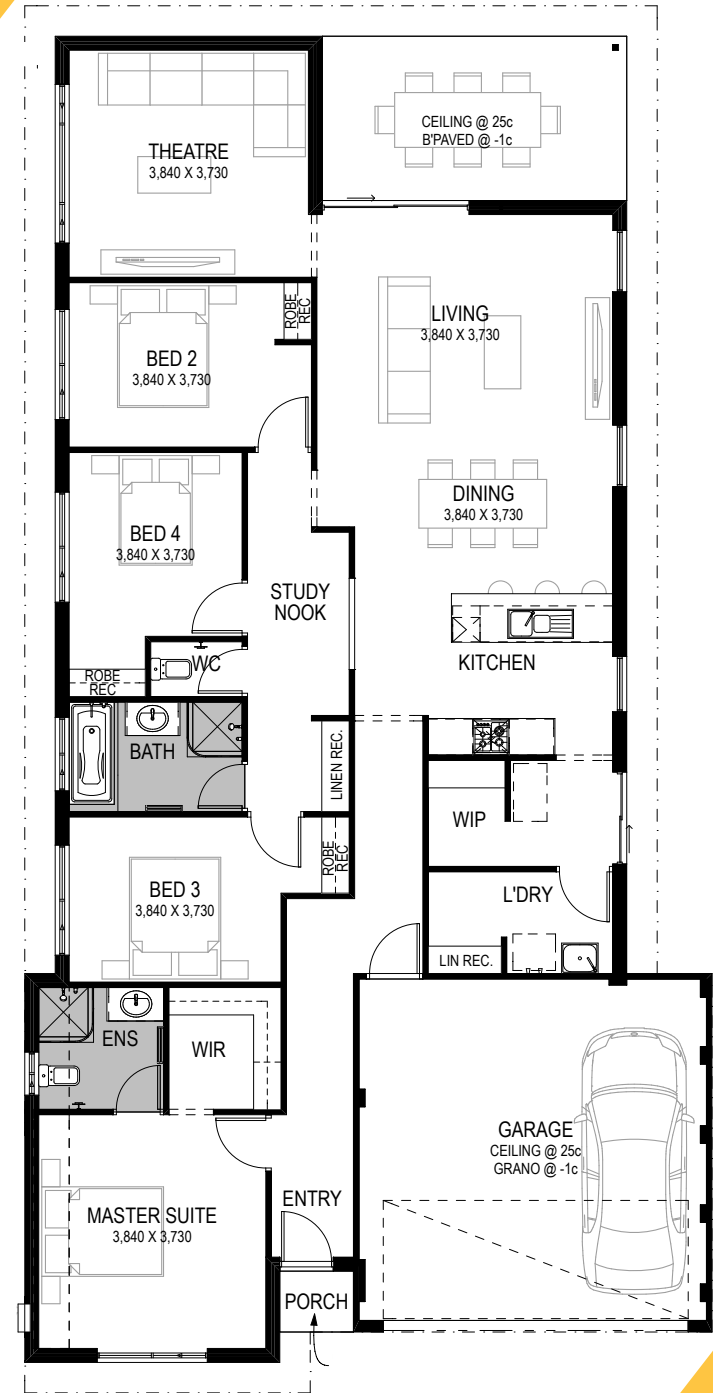 THEATRE
3,840 X 3,730
CEILING @ 25c
B'PAVED @ -1c
ROBE
REC
BED 2
3,840 X 3,730
LIVING
3,840 X 3,730
BED 4
3,840 X 3,730
DINING
3,840 X 3,730
STUDY
NOOK
WC
ROBE
REC
KITCHEN
BATH
LINEN REC.
WIP
ROBE
REC
BED 3
3,840 X 3,730
L'DRY
LIN REC.
ENS
WIR
GARAGE
CEILING @ 25c
GRANO @ -1c
MASTER SUITE
3,840 X 3,730
ENTRY
PORCH